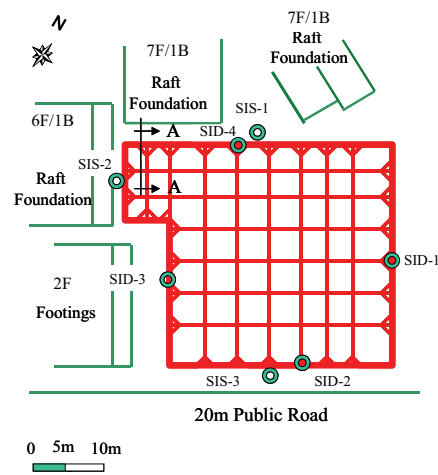 N
7F/1B
Raft
Foundation
7F/1B
Raft
Foundation
SIS-1
A
SID-4
6F/1B
SIS-2
A
Raft
Foundation
SID-1
SID-3
2F
Footings
SIS-3
SID-2
20m Public Road
0 5m 10m